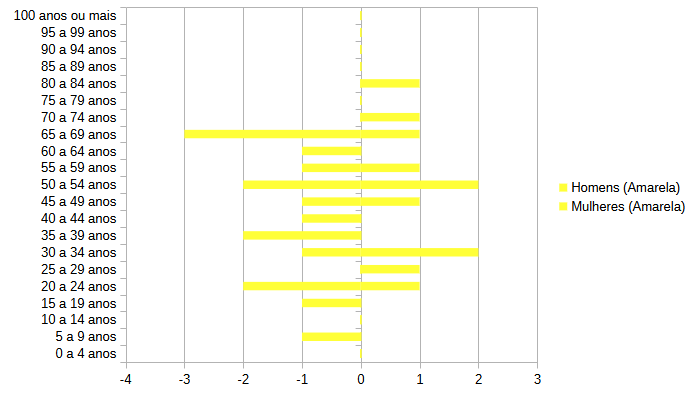 100 anos ou mais
95 a 99 anos
90 a 94 anos
85 a 89 anos
80 a 84 anos
75 a 79 anos
70 a 74 anos
65 a 69 anos
60 a 64 anos
55 a 59 anos
50 a 54 anos
45 a 49 anos
40 a 44 anos
35 a 39 anos
30 a 34 anos
25 a 29 anos
20 a 24 anos
15 a 19 anos
10 a 14 anos
5 a 9 anos
0 a 4 anos
-4 -3 -2 -1 0 1 2 3
Homens (Amarela)
Mulheres (Amarela)